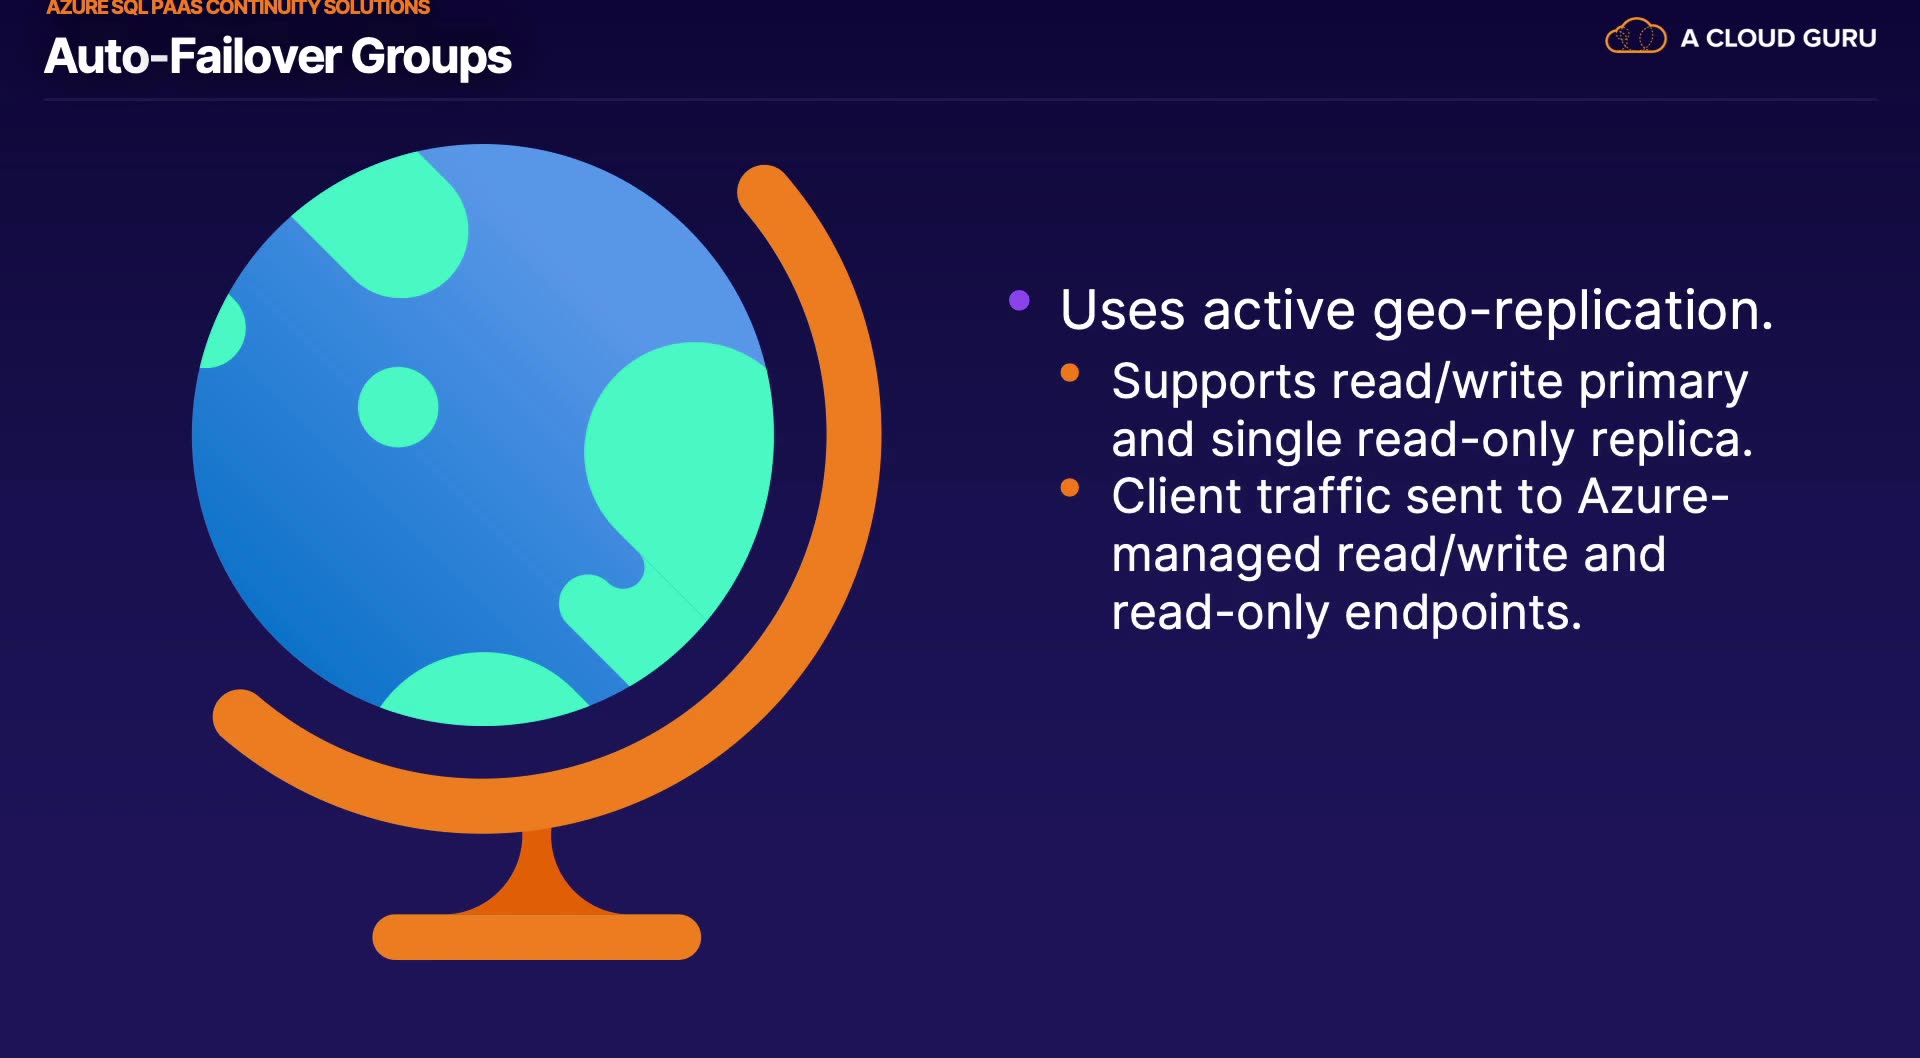 AZURE SQL PAAS CONTINUITY SOLUTIONS
Auto-Failover Groups
A CLOUD GURU
Uses active geo-replication.
Supports read/write primary
and single read-only replica.
Client traffic sent to Azure-
managed read/write and
read-only endpoints.